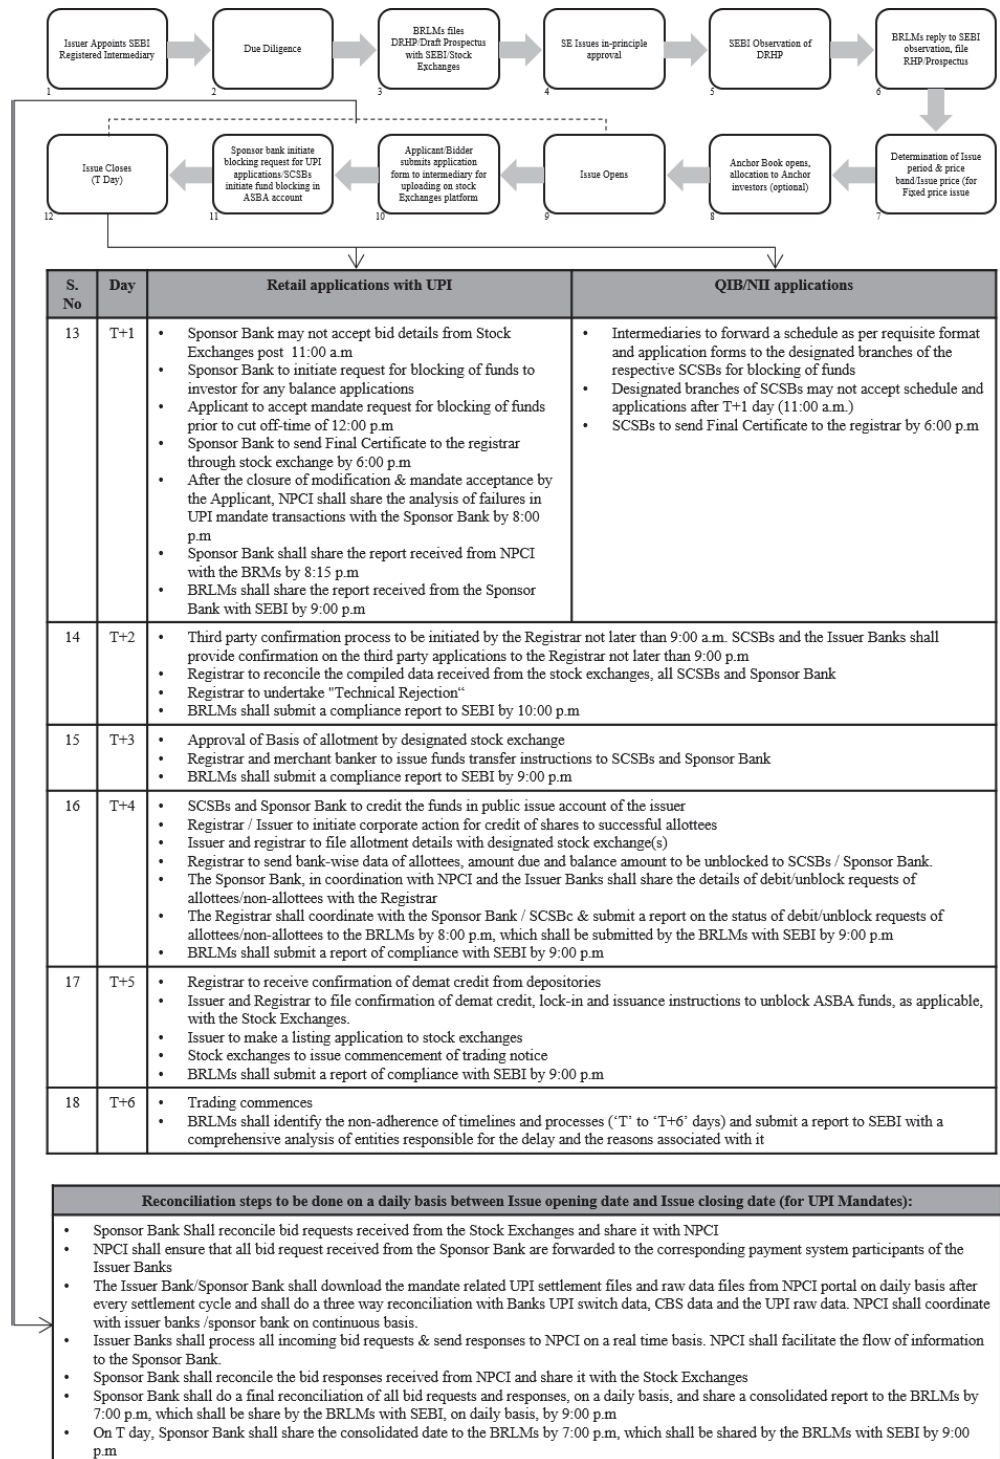 Issuer Appoints SEBI
Registered Intermediary
1
Due Diligence
2
BRLMs files
DRHP/Draft Prospectus
with SEBI/Stock
Exchanges
3
SE Issues in-principle
approval
4
SEBI Observation of
DRHP
5
BRLMs reply to SEBI
observation, file
RHP/Prospectus
6
Determination of Issue
period & price
band/Issue price (for
Fixed price issue
7
Anchor Book opens,
allocation to Anchor
investors (optional)
8
Issue Opens
9
Applicant/Bidder
submits application
form to intermediary for
uploading on stock
Exchanges platform
10
Sponsor bank initiate
blocking request for UPI
applications/SCSBs
initiate fund blocking in
ASBA account
11
Issue Closes
(T Day)
12
S.
No
Day
Retail applications with UPI
QIB/NII applications
13
T+1
• Sponsor Bank may not accept bid details from Stock
Exchanges post 11:00 a.m
• Sponsor Bank to initiate request for blocking of funds to
investor for any balance applications
• Applicant to accept mandate request for blocking of funds
prior to cut off-time of 12:00 p.m
• Sponsor Bank to send Final Certificate to the registrar
through stock exchange by 6:00 p.m
• After the closure of modification & mandate acceptance by
the Applicant, NPCI shall share the analysis of failures in
UPI mandate transactions with the Sponsor Bank by 8:00
p.m
• Sponsor Bank shall share the report received from NPCI
with the BRMs by 8:15 p.m
• BRLMs shall share the report received from the Sponsor
Bank with SEBI by 9:00 p.m
• Intermediaries to forward a schedule as per requisite format
and application forms to the designated branches of the
respective SCSBs for blocking of funds
• Designated branches of SCSBs may not accept schedule and
applications after T+1 day (11:00 a.m.)
• SCSBs to send Final Certificate to the registrar by 6:00 p.m
14
T+2
• Third party confirmation process to be initiated by the Registrar not later than 9:00 a.m. SCSBs and the Issuer Banks shall
provide confirmation on the third party applications to the Registrar not later than 9:00 p.m
• Registrar to reconcile the compiled data received from the stock exchanges, all SCSBs and Sponsor Bank
• Registrar to undertake "Technical Rejection“
• BRLMs shall submit a compliance report to SEBI by 10:00 p.m
15
T+3
• Approval of Basis of allotment by designated stock exchange
• Registrar and merchant banker to issue funds transfer instructions to SCSBs and Sponsor Bank
• BRLMs shall submit a compliance report to SEBI by 9:00 p.m
16
T+4
• SCSBs and Sponsor Bank to credit the funds in public issue account of the issuer
• Registrar / Issuer to initiate corporate action for credit of shares to successful allottees
• Issuer and registrar to file allotment details with designated stock exchange(s)
• Registrar to send bank-wise data of allottees, amount due and balance amount to be unblocked to SCSBs / Sponsor Bank.
• The Sponsor Bank, in coordination with NPCI and the Issuer Banks shall share the details of debit/unblock requests of
allottees/non-allottees with the Registrar
• The Registrar shall coordinate with the Sponsor Bank / SCSBc & submit a report on the status of debit/unblock requests of
allottees/non-allottees to the BRLMs by 8:00 p.m, which shall be submitted by the BRLMs with SEBI by 9:00 p.m
• BRLMs shall submit a report of compliance with SEBI by 9:00 p.m
17
T+5
• Registrar to receive confirmation of demat credit from depositories
• Issuer and Registrar to file confirmation of demat credit, lock-in and issuance instructions to unblock ASBA funds, as applicable,
with the Stock Exchanges.
• Issuer to make a listing application to stock exchanges
• Stock exchanges to issue commencement of trading notice
• BRLMs shall submit a report of compliance with SEBI by 9:00 p.m
18
T+6
• Trading commences
• BRLMs shall identify the non-adherence of timelines and processes (‘T’ to ‘T+6’ days) and submit a report to SEBI with a
comprehensive analysis of entities responsible for the delay and the reasons associated with it
Reconciliation steps to be done on a daily basis between Issue opening date and Issue closing date (for UPI Mandates):
• Sponsor Bank Shall reconcile bid requests received from the Stock Exchanges and share it with NPCI
• NPCI shall ensure that all bid request received from the Sponsor Bank are forwarded to the corresponding payment system participants of the
Issuer Banks
• The Issuer Bank/Sponsor Bank shall download the mandate related UPI settlement files and raw data files from NPCI portal on daily basis after
every settlement cycle and shall do a three way reconciliation with Banks UPI switch data, CBS data and the UPI raw data. NPCI shall coordinate
with issuer banks /sponsor bank on continuous basis.
• Issuer Banks shall process all incoming bid requests & send responses to NPCI on a real time basis. NPCI shall facilitate the flow of information
to the Sponsor Bank.
• Sponsor Bank shall reconcile the bid responses received from NPCI and share it with the Stock Exchanges
• Sponsor Bank shall do a final reconciliation of all bid requests and responses, on a daily basis, and share a consolidated report to the BRLMs by
7:00 p.m, which shall be share by the BRLMs with SEBI, on daily basis, by 9:00 p.m
• On T day, Sponsor Bank shall share the consolidated date to the BRLMs by 7:00 p.m, which shall be shared by the BRLMs with SEBI by 9:00
p.m